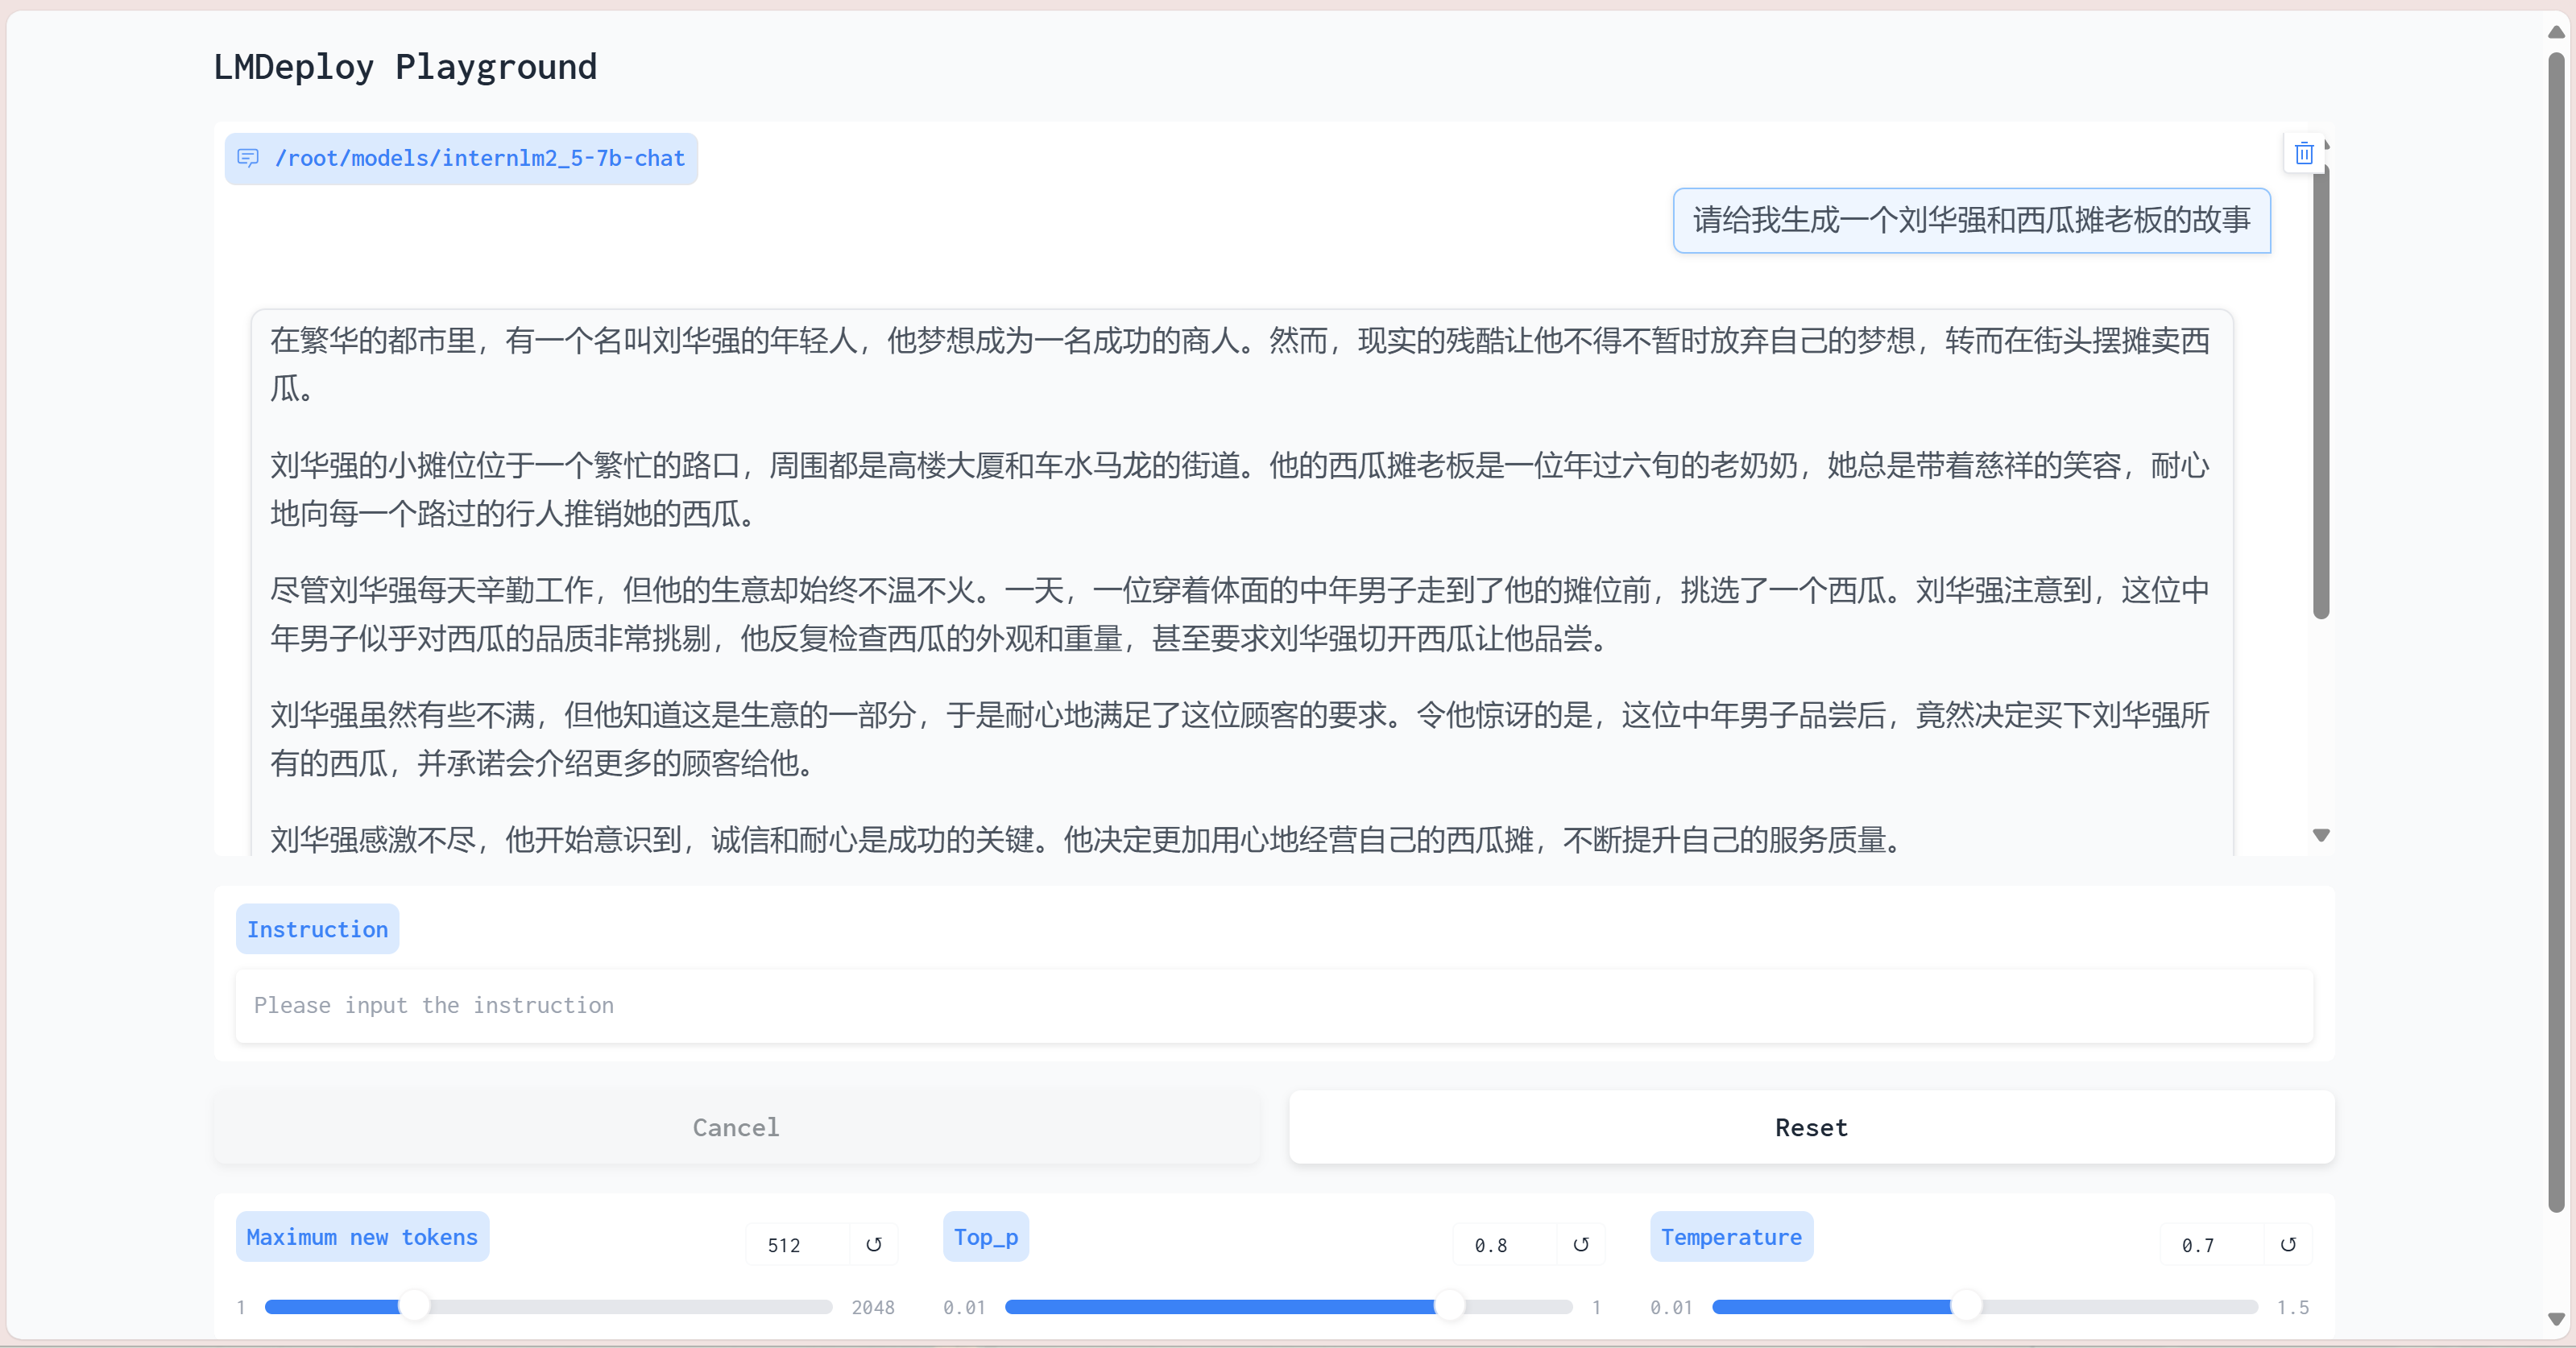 LMDeploy Playground
/root/models/internlm2_5-7b-chat
请给我生成一个刘华强和西瓜摊老板的故事
在繁华的都市里，有一个名叫刘华强的年轻人，他梦想成为一名成功的商人。然而，现实的残酷让他不得不暂时放弃自己的梦想，转而在街头摆摊卖西
瓜。
刘华强的小摊位位于一个繁忙的路口，周围都是高楼大厦和车水马龙的街道。他的西瓜摊老板是一位年过六旬的老奶奶，她总是带着慈祥的笑容，耐心
地向每一个路过的行人推销她的西瓜。
尽管刘华强每天辛勤工作，但他的生意却始终不温不火。一天，一位穿着体面的中年男子走到了他的摊位前，挑选了一个西瓜。刘华强注意到，这位中
年男子似乎对西瓜的品质非常挑剔，他反复检查西瓜的外观和重量，甚至要求刘华强切开西瓜让他品尝。
刘华强虽然有些不满，但他知道这是生意的一部分，于是耐心地满足了这位顾客的要求。令他惊讶的是，这位中年男子品尝后，竟然决定买下刘华强所
有的西瓜，并承诺会介绍更多的顾客给他。
刘华强感激不尽，他开始意识到，诚信和耐心是成功的关键。他决定更加用心地经营自己的西瓜摊，不断提升自己的服务质量。
Instruction
Please input the instruction
Cancel
Reset
Maximum new tokens
512
1
2048
Top_p
0.8
0.01
1
Temperature
0.7
0.01
1.5